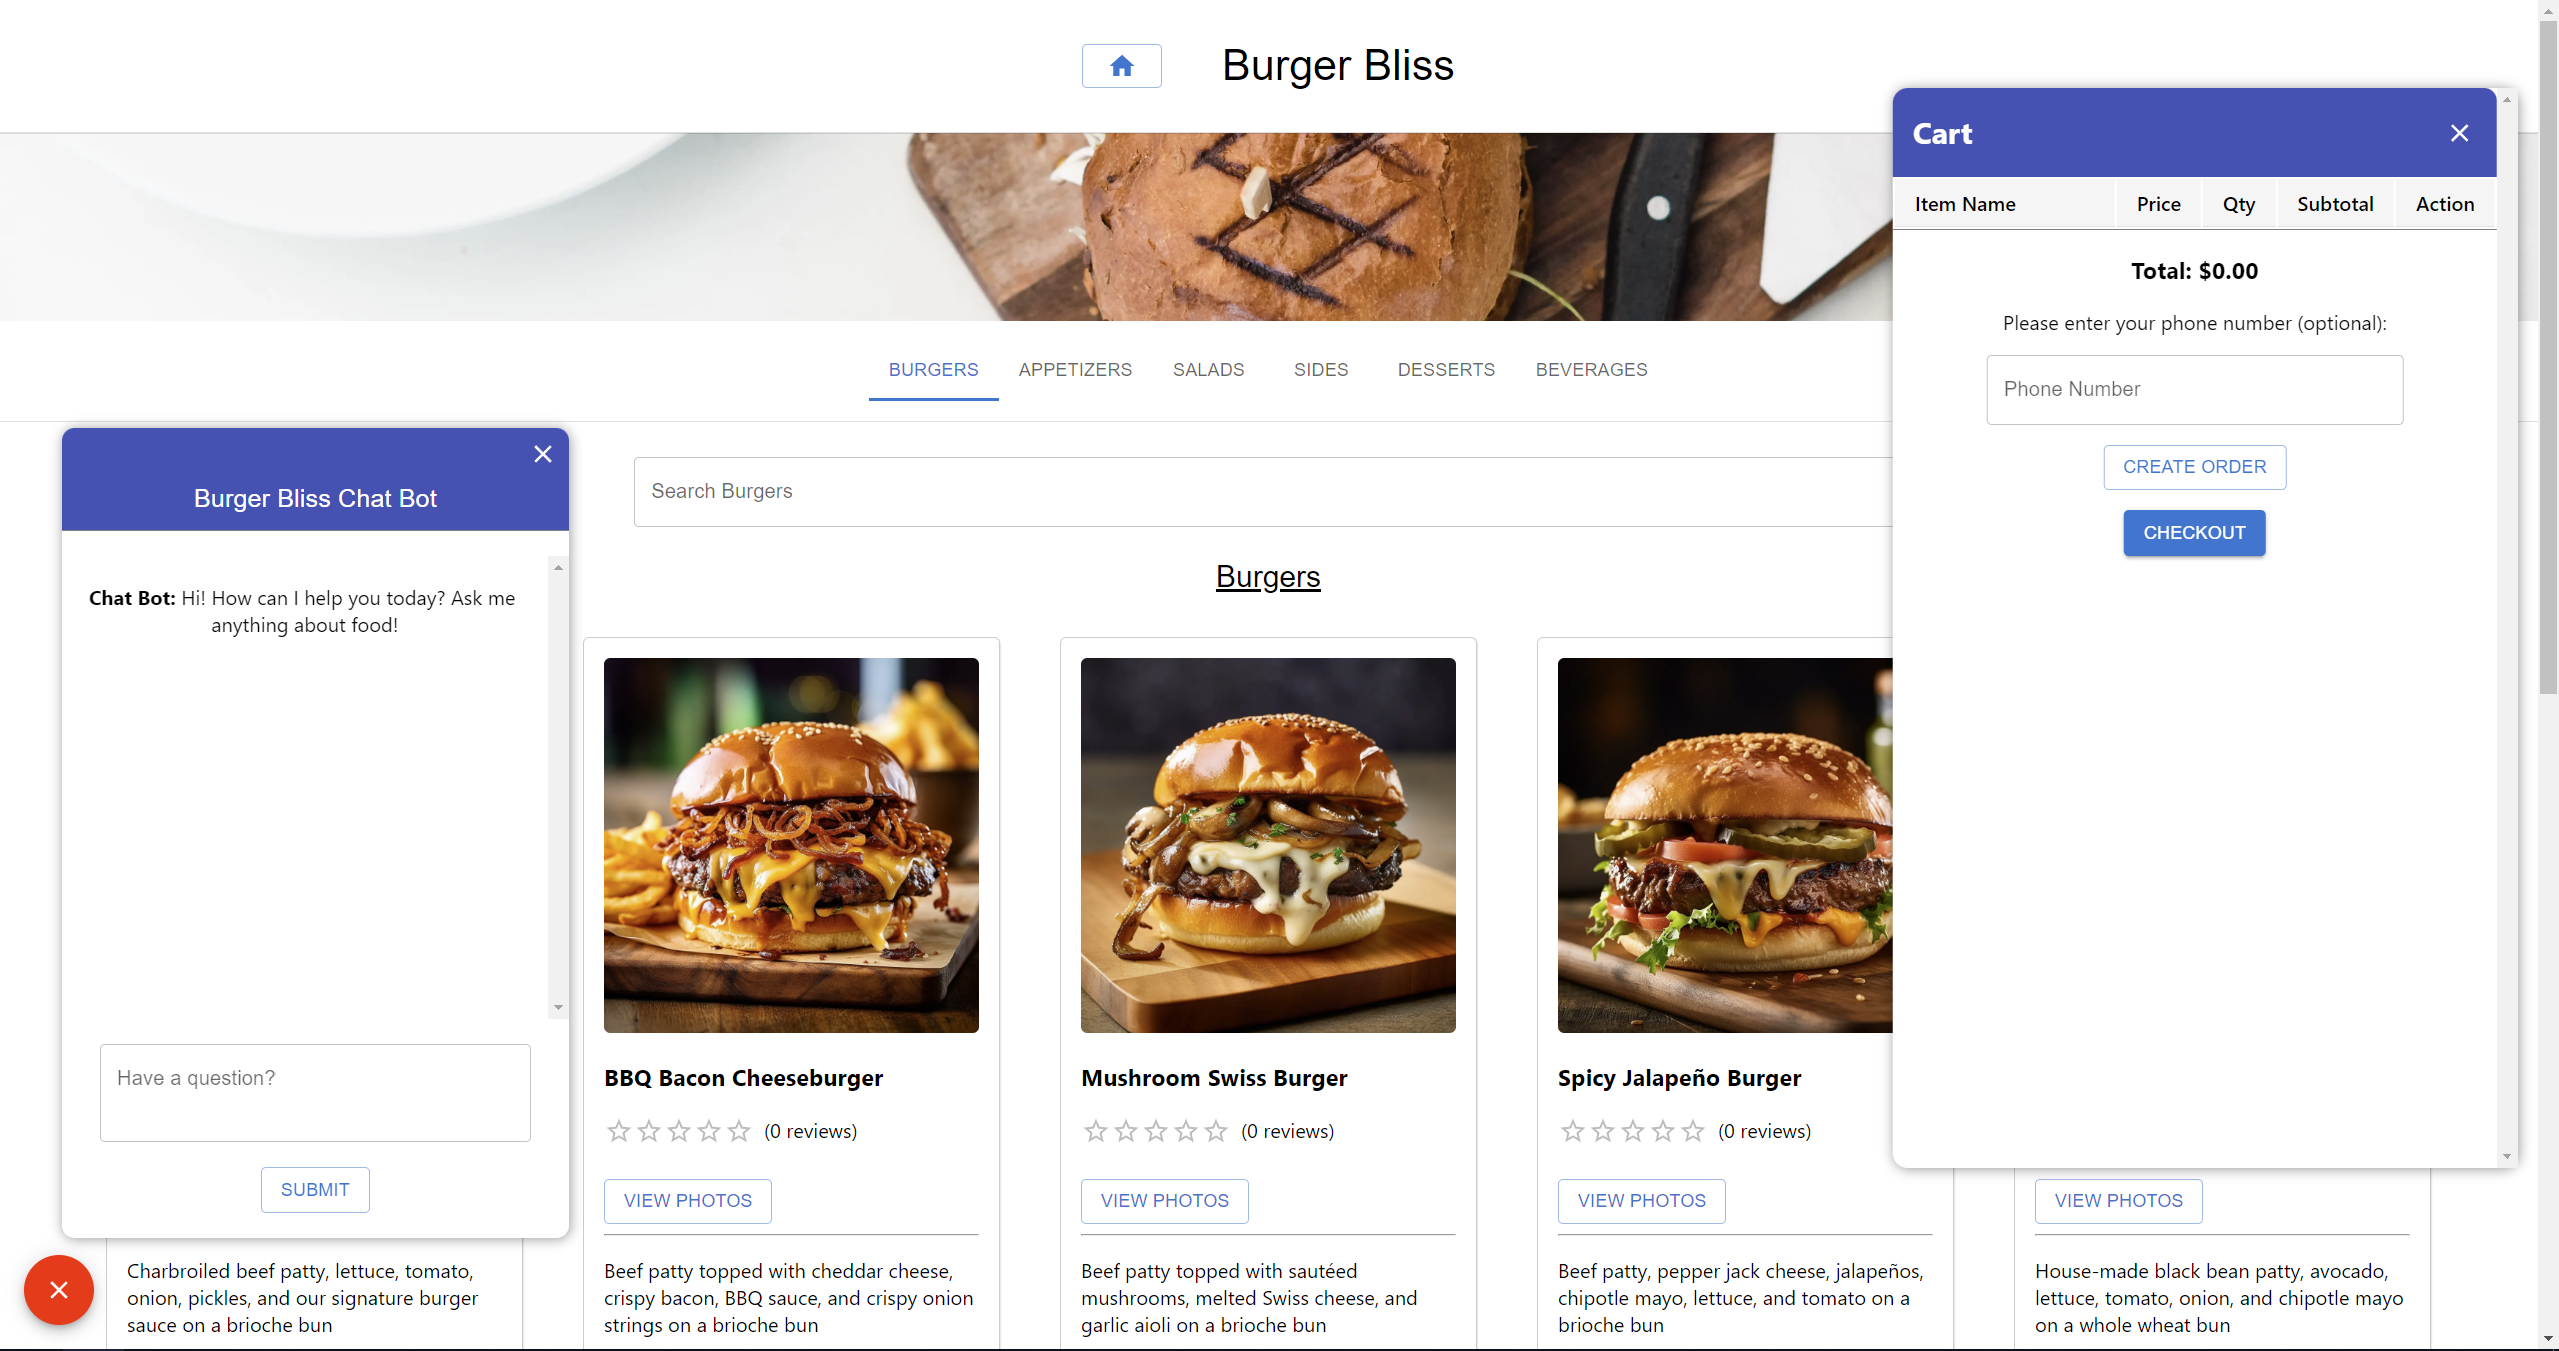 Burger Bliss
Cart
Item Name Price Qty Subtotal Action
Total: $0.00
Please enter your phone number (optional):
Phone Number
CREATE ORDER
CHECKOUT
BURGERS APPETIZERS SALADS SIDES DESSERTS BEVERAGES
Burger Bliss Chat Bot
Chat Bot: Hi! How can I help you today? Ask me
anything about food!
Have a question?
SUBMIT
Search Burgers
Burgers
Charbroiled beef patty, lettuce, tomato,
onion, pickles, and our signature burger
sauce on a brioche bun
BBQ Bacon Cheeseburger
(0 reviews)
VIEW PHOTOS
Beef patty topped with cheddar cheese,
crispy bacon, BBQ sauce, and crispy onion
strings on a brioche bun
Mushroom Swiss Burger
(0 reviews)
VIEW PHOTOS
Beef patty topped with sautéed
mushrooms, melted Swiss cheese, and
garlic aioli on a brioche bun
Spicy Jalapeño Burger
(0 reviews)
VIEW PHOTOS
Beef patty, pepper jack cheese, jalapeños,
chipotle mayo, lettuce, and tomato on a
brioche bun
VIEW PHOTOS
House-made black bean patty, avocado,
lettuce, tomato, onion, and chipotle mayo
on a whole wheat bun